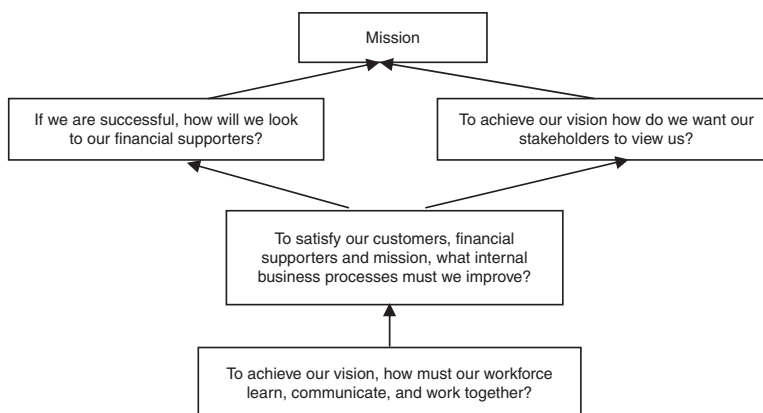 Mission
If we are successful, how will we look
to our financial supporters?
To achieve our vision how do we want our
stakeholders to view us?
To satisfy our customers, financial
supporters and mission, what internal
business processes must we improve?
To achieve our vision, how must our workforce
learn, communicate, and work together?